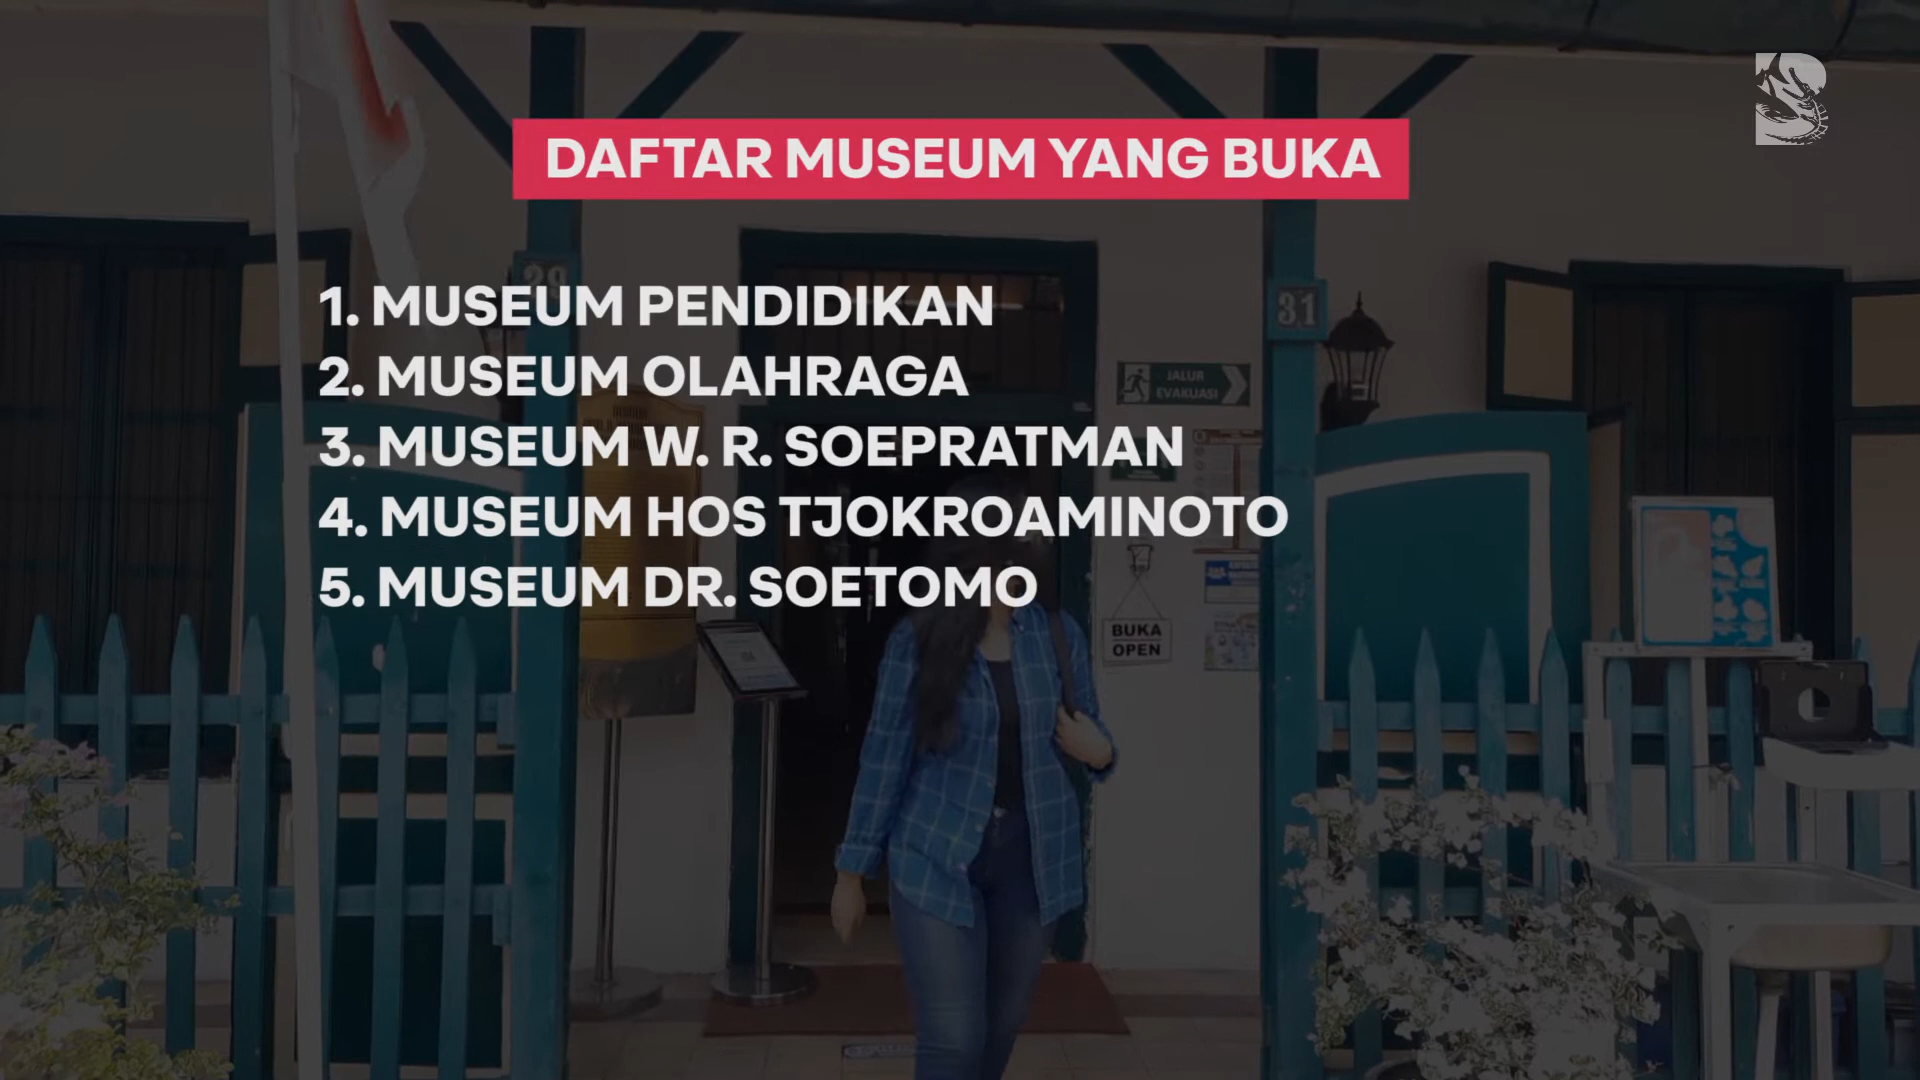 DAFTAR MUSEUM YANG BUKA
29
1. MUSEUM PENDIDIKAN
31
2. MUSEUM OLAHRAGA
JALUR
EVAKUASI
3. MUSEUM W. R. SOEPRATMAN
4. MUSEUM HOS TJOKROAMINOTO
5. MUSEUM DR. SOETOMO
BUKA
OPEN